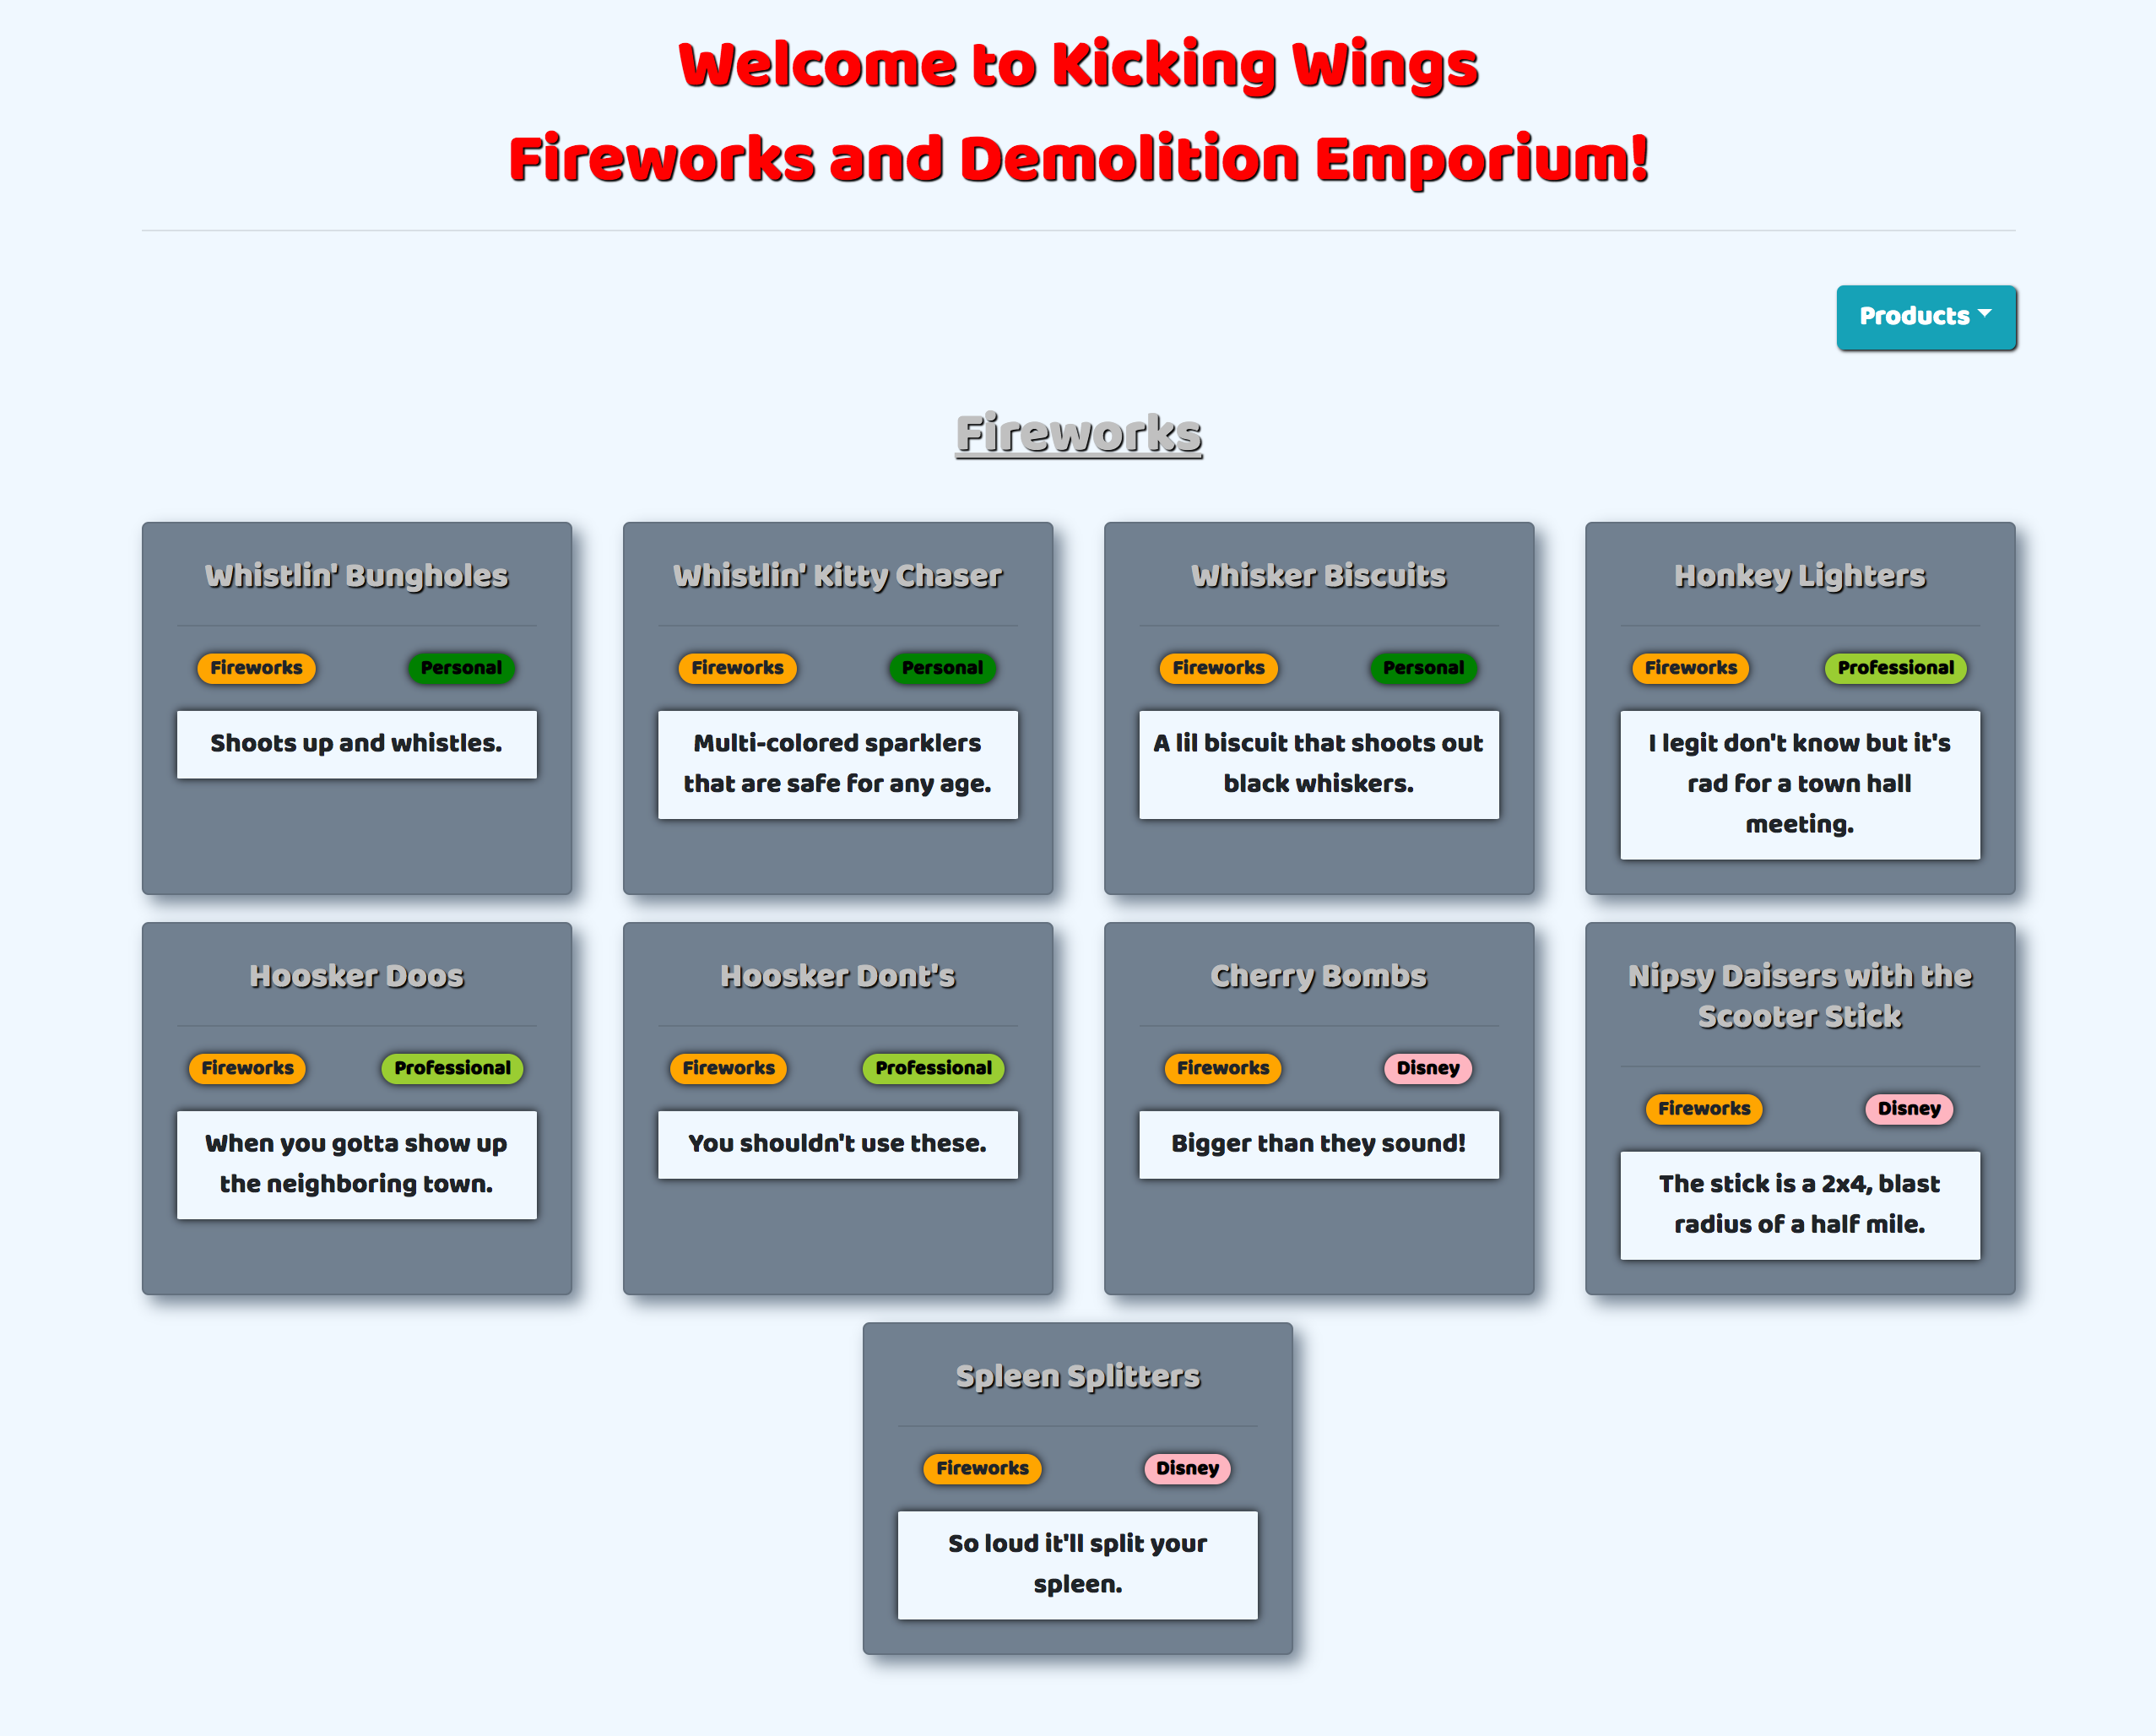 Welcome to Kicking Wings
Fireworks and Demolition Emporium!
Products
Fireworks
Whistlin' Bungholes
Fireworks
Personal
Shoots up and whistles.
Whistlin' Kitty Chaser
Fireworks
Personal
Multi-colored sparklers
that are safe for any age.
Whisker Biscuits
Fireworks
Personal
A lil biscuit that shoots out
black whiskers.
Honkey Lighters
Fireworks
Professional
I legit don't know but it's
rad for a town hall
meeting.
Hoosker Doos
Fireworks
Professional
When you gotta show up
the neighboring town.
Hoosker Dont's
Fireworks
Professional
You shouldn't use these.
Cherry Bombs
Fireworks
Disney
Bigger than they sound!
Nipsy Daisers with the
Scooter Stick
Fireworks
Disney
The stick is a 2x4, blast
radius of a half mile.
Spleen Splitters
Fireworks
Disney
So loud it'll split your
spleen.